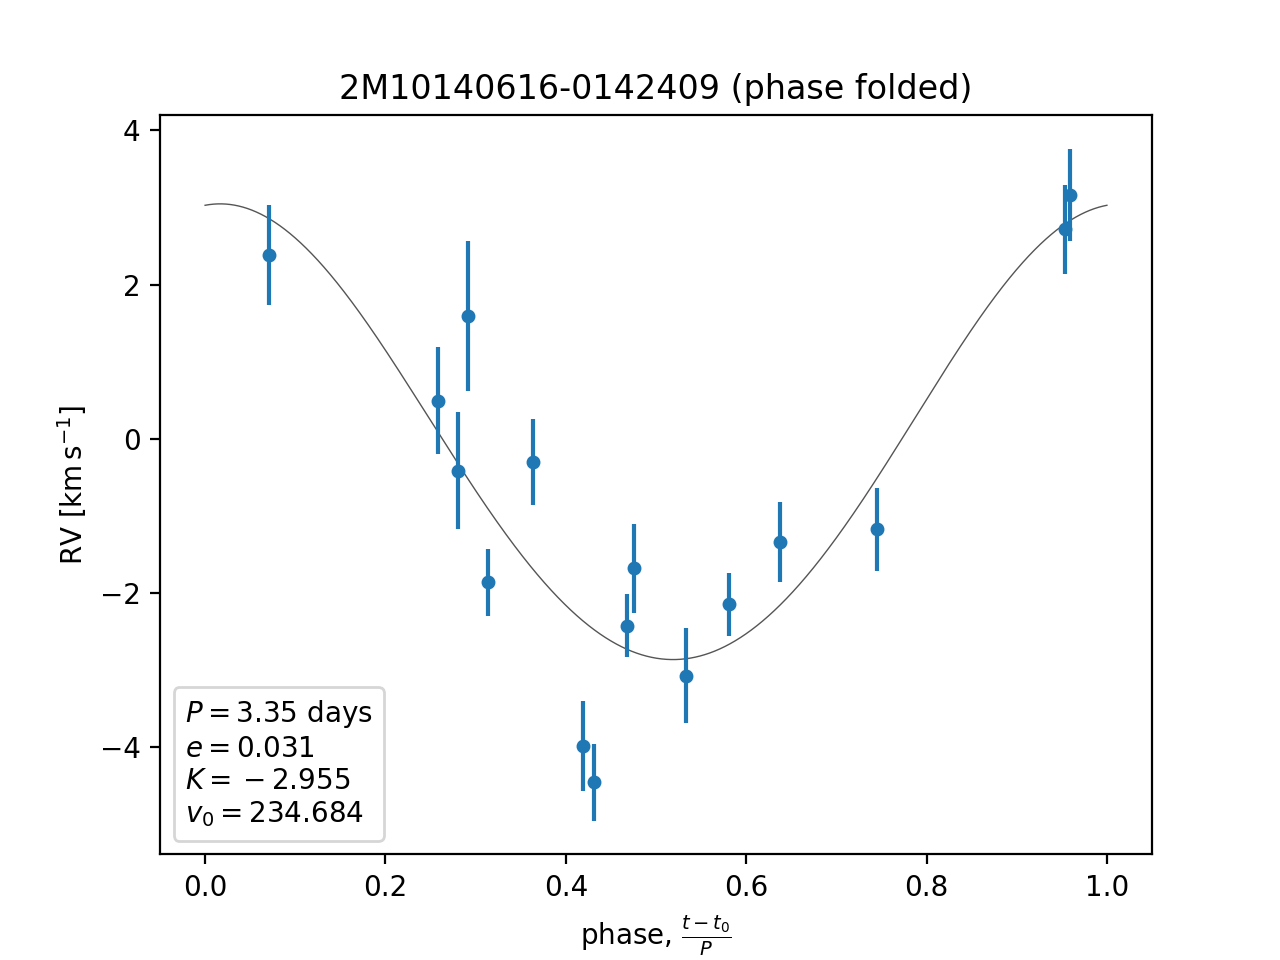 2M10140616-0142409 (phase folded)
4
2
0
−2
−4
RV [km s⁻¹]
P = 3.35 days
e = 0.031
K = −2.955
v₀ = 234.684
0.0 0.2 0.4 0.6 0.8 1.0
phase, (t − t₀)/P